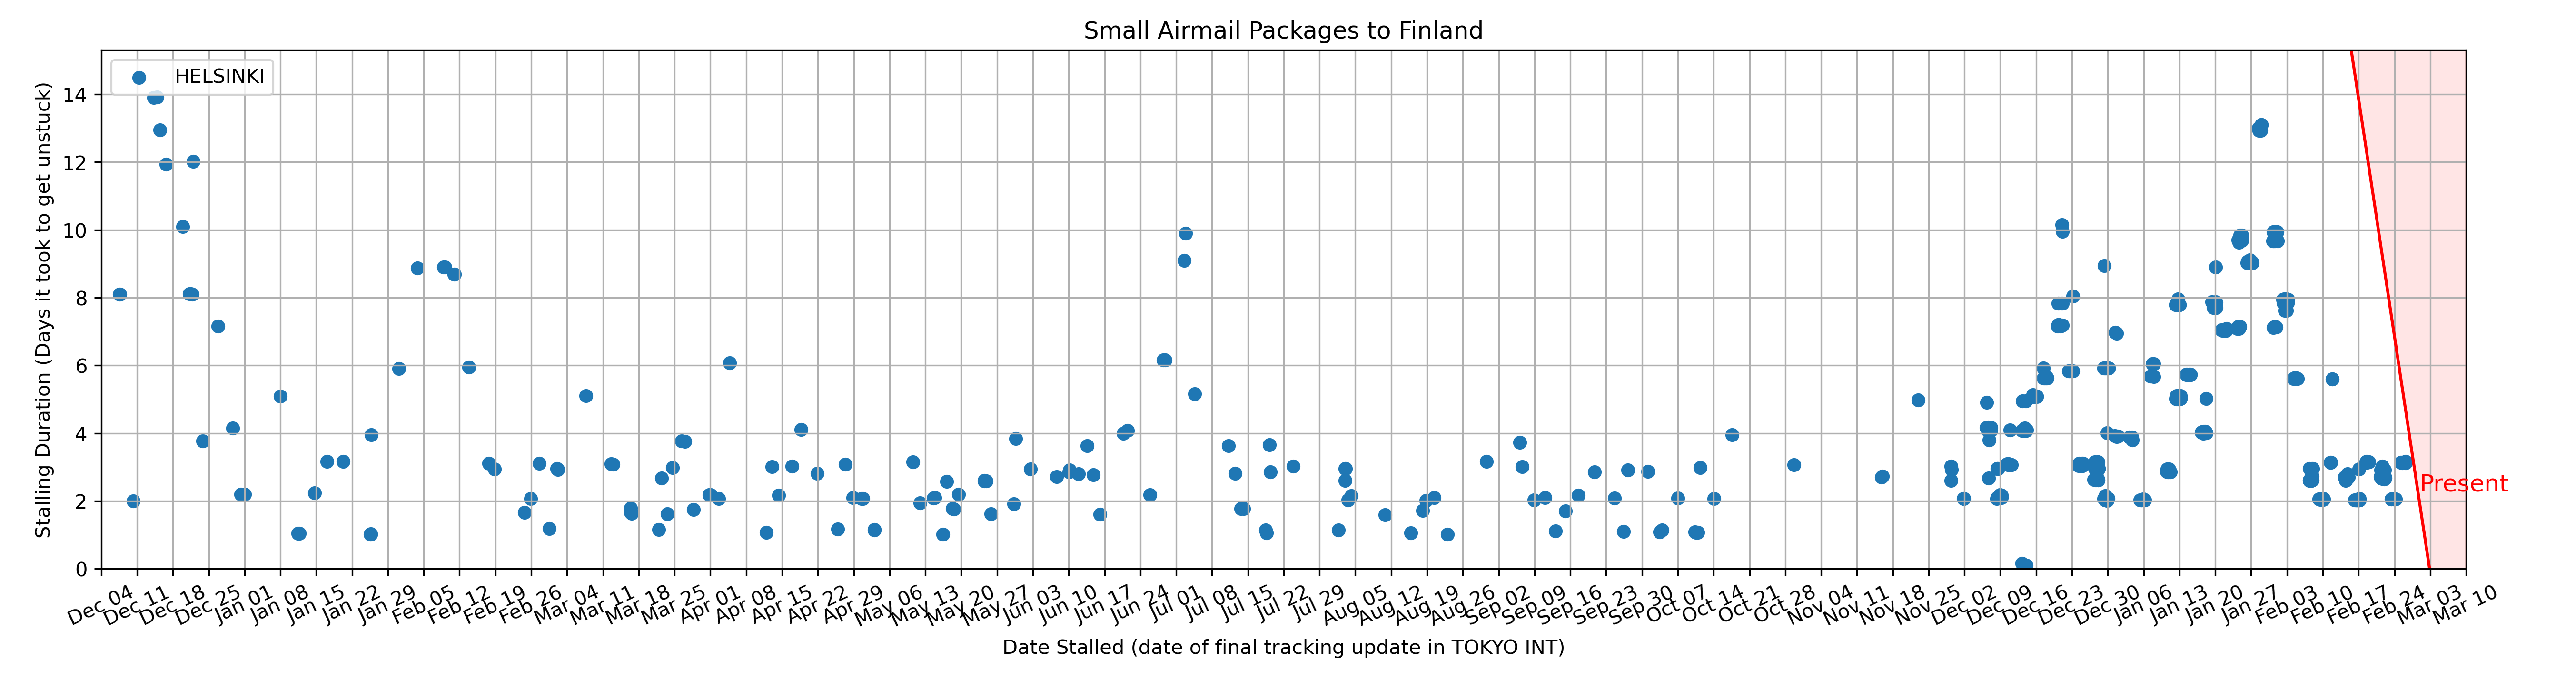 Small Airmail Packages to Finland
HELSINKI
Stalling Duration (Days it took to get unstuck)
14
12
10
8
6
4
2
0
Present
Dec 04
Dec 11
Dec 18
Dec 25
Jan 01
Jan 08
Jan 15
Jan 22
Jan 29
Feb 05
Feb 12
Feb 19
Feb 26
Mar 04
Mar 11
Mar 18
Mar 25
Apr 01
Apr 08
Apr 15
Apr 22
Apr 29
May 06
May 13
May 20
May 27
Jun 03
Jun 10
Jun 17
Jun 24
Jul 01
Jul 08
Jul 15
Jul 22
Jul 29
Aug 05
Aug 12
Aug 19
Aug 26
Sep 02
Sep 09
Sep 16
Sep 23
Sep 30
Oct 07
Oct 14
Oct 21
Oct 28
Nov 04
Nov 11
Nov 18
Nov 25
Dec 02
Dec 09
Dec 16
Dec 23
Dec 30
Jan 06
Jan 13
Jan 20
Jan 27
Feb 03
Feb 10
Feb 17
Feb 24
Mar 03
Mar 10
Date Stalled (date of final tracking update in TOKYO INT)